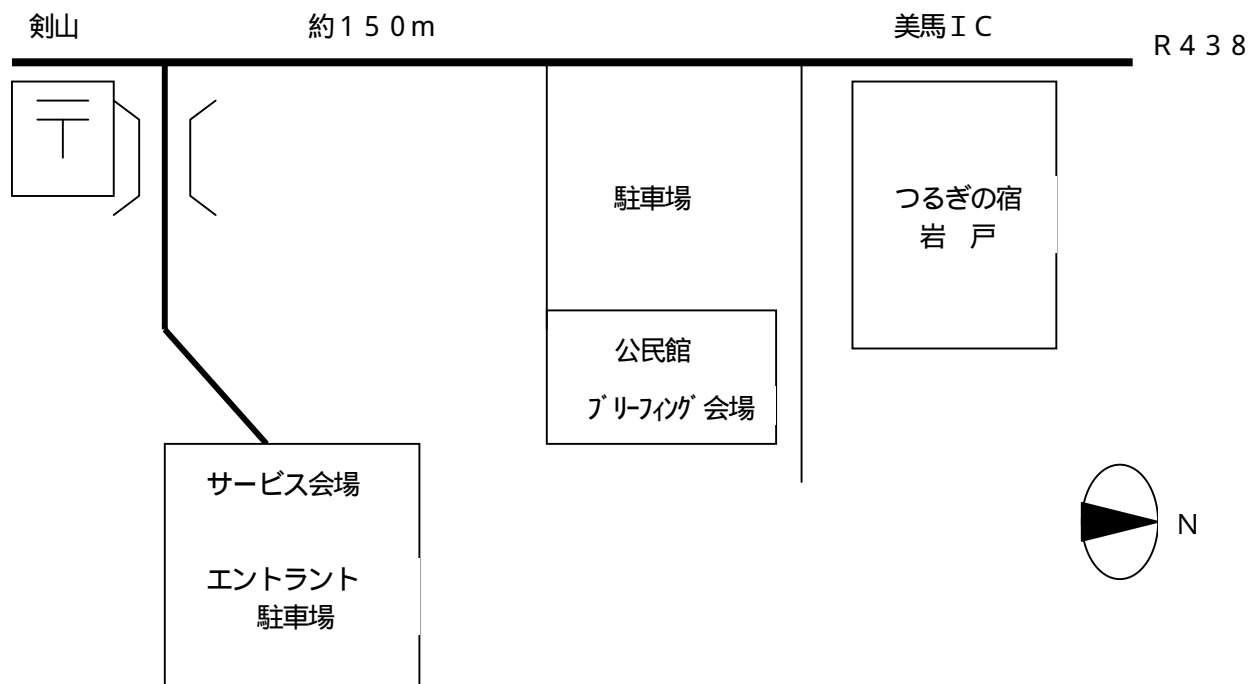 剣山
約１５０ｍ
美馬ＩＣ
Ｒ４３８
〒
駐車場
つるぎの宿
岩　戸
公民館
ﾌﾞﾘｰﾌｨﾝｸﾞ会場
サービス会場
エントラント
駐車場
Ｎ